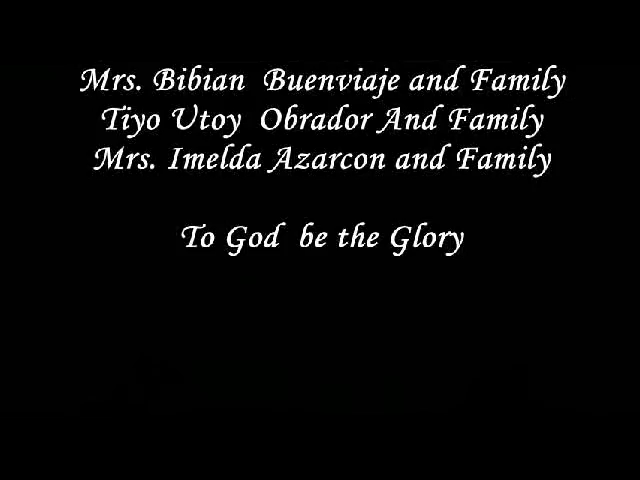 Mrs. Bibian Buenviaje and Family
Tiyo Utoy Obrador And Family
Mrs. Imelda Azarcon and Family
To God be the Glory